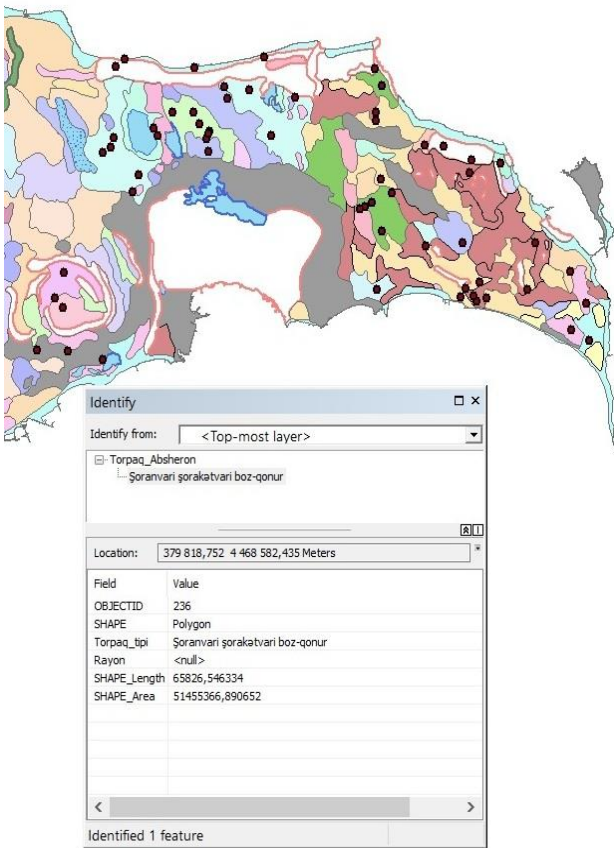 Identify
Identify from: <Top-most layer>
Torpaq_Absheron
Şoranvari şorakətvari boz-qonur
Location: 379 818,752 4 468 582,435 Meters
Field Value
OBJECTID 236
SHAPE Polygon
Torpaq_tipi Şoranvari şorakətvari boz-qonur
Rayon <null>
SHAPE_Length 65826,546334
SHAPE_Area 51455366,890652
Identified 1 feature